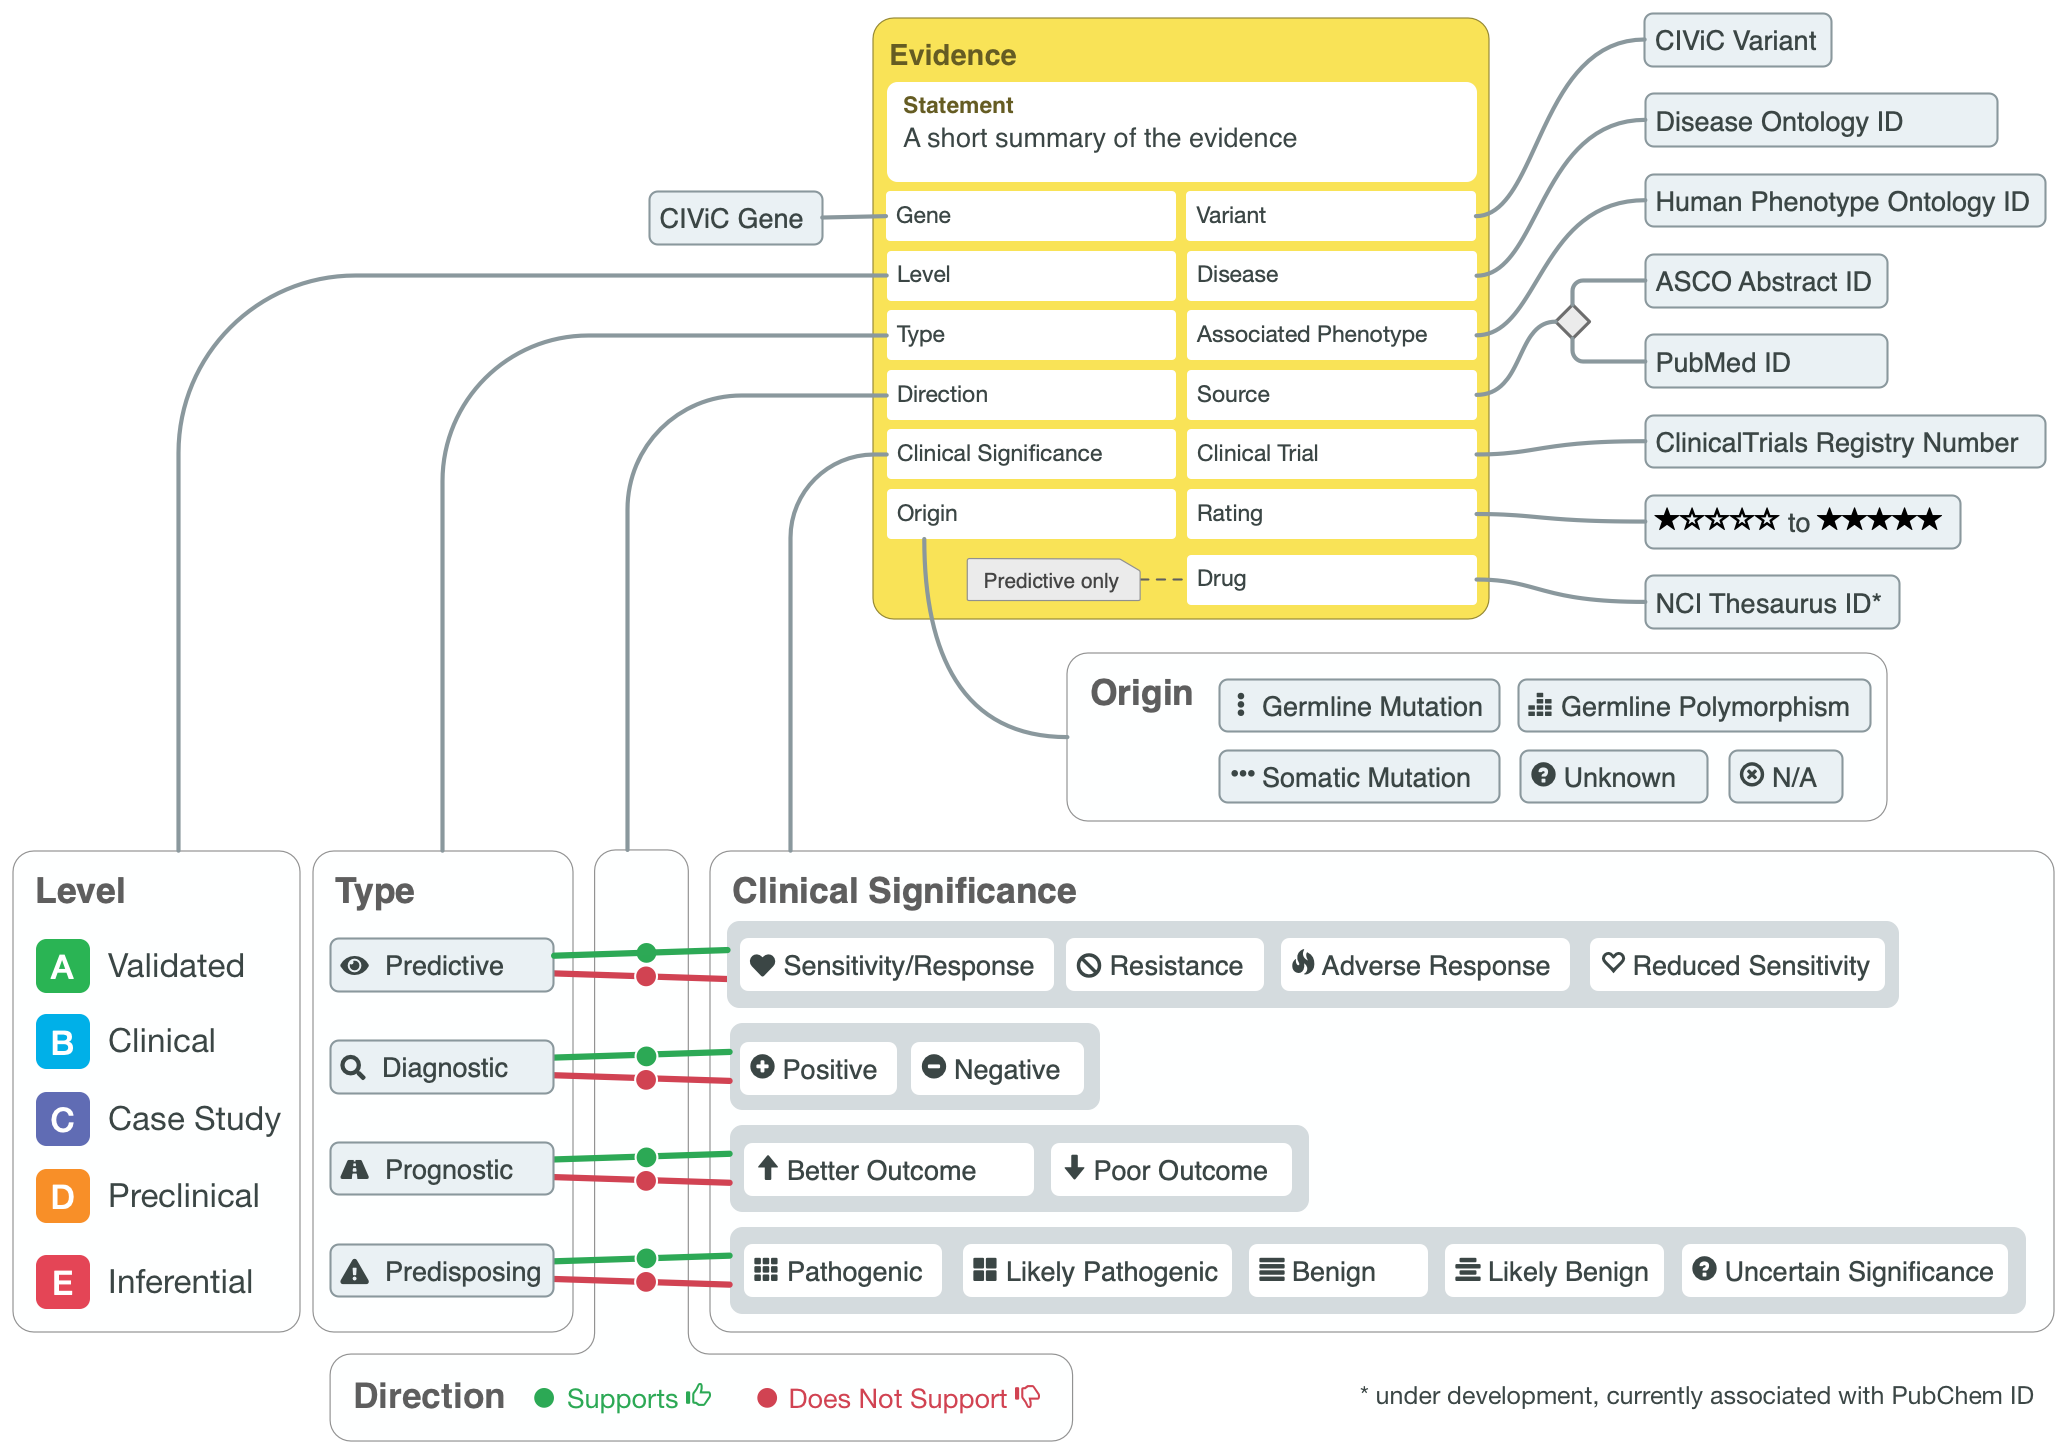 Evidence
Statement
A short summary of the evidence
CIViC Gene
Gene
Level
Type
Direction
Clinical Significance
Origin
Variant
Disease
Associated Phenotype
Source
Clinical Trial
Rating
Predictive only
Drug
CIViC Variant
Disease Ontology ID
Human Phenotype Ontology ID
ASCO Abstract ID
PubMed ID
ClinicalTrials Registry Number
★☆☆☆☆ to ★★★★★
NCI Thesaurus ID*
Origin
Germline Mutation
Germline Polymorphism
Somatic Mutation
Unknown
N/A
Level
A Validated
B Clinical
C Case Study
D Preclinical
E Inferential
Type
Predictive
Diagnostic
Prognostic
Predisposing
Clinical Significance
Sensitivity/Response
Resistance
Adverse Response
Reduced Sensitivity
Positive
Negative
Better Outcome
Poor Outcome
Pathogenic
Likely Pathogenic
Benign
Likely Benign
Uncertain Significance
Direction
Supports
Does Not Support
* under development, currently associated with PubChem ID